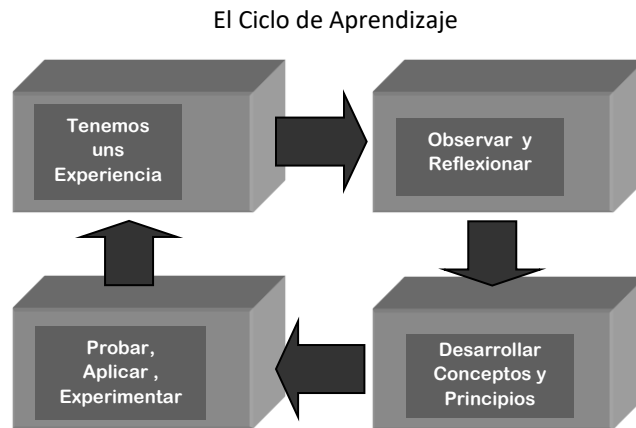 El Ciclo de Aprendizaje
Tenemos
uns
Experiencia
Observar y
Reflexionar
Desarrollar
Conceptos y
Principios
Probar,
Aplicar ,
Experimentar